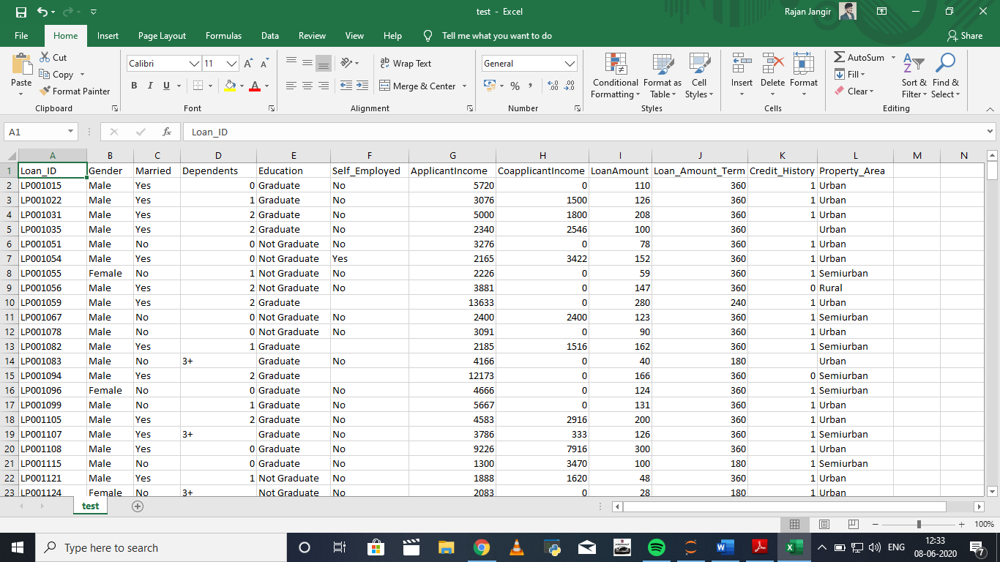 test - Excel
Rajan Jangir
File Home Insert Page Layout Formulas Data Review View Help Tell me what you want to do Share
Paste
Cut
Copy
Format Painter
Clipboard
Calibri 11 A A
B I U A
Font
ab Wrap Text
Merge & Center
Alignment
General
% , .00 .00
Number
Conditional Formatting
Format as Table
Cell Styles
Styles
Insert Delete Format
Cells
AutoSum
Fill
Clear
Sort & Filter
Find & Select
Editing
A1 fx Loan_ID
A B C D E F G H I J K L M N
1 Loan_ID Gender Married Dependents Education Self_Employed ApplicantIncome CoapplicantIncome LoanAmount Loan_Amount_Term Credit_History Property_Area
2 LP001015 Male Yes 0 Graduate No 5720 0 110 360 1 Urban
3 LP001022 Male Yes 1 Graduate No 3076 1500 126 360 1 Urban
4 LP001031 Male Yes 2 Graduate No 5000 1800 208 360 1 Urban
5 LP001035 Male Yes 2 Graduate No 2340 2546 100 360 Urban
6 LP001051 Male No 0 Not Graduate No 3276 0 78 360 1 Urban
7 LP001054 Male Yes 0 Not Graduate Yes 2165 3422 152 360 1 Urban
8 LP001055 Female No 1 Not Graduate No 2226 0 59 360 1 Semiurban
9 LP001056 Male Yes 2 Not Graduate No 3881 0 147 360 0 Rural
10 LP001059 Male Yes 2 Graduate 13633 0 280 240 1 Urban
11 LP001067 Male No 0 Not Graduate No 2400 2400 123 360 1 Semiurban
12 LP001078 Male No 0 Not Graduate No 3091 0 90 360 1 Urban
13 LP001082 Male Yes 1 Graduate 2185 1516 162 360 1 Semiurban
14 LP001083 Male No 3+ Graduate No 4166 0 40 180 Urban
15 LP001094 Male Yes 2 Graduate 12173 0 166 360 0 Semiurban
16 LP001096 Female No 0 Graduate No 4666 0 124 360 1 Semiurban
17 LP001099 Male No 1 Graduate No 5667 0 131 360 1 Urban
18 LP001105 Male Yes 2 Graduate No 4583 2916 200 360 1 Urban
19 LP001107 Male Yes 3+ Graduate No 3786 333 126 360 1 Semiurban
20 LP001108 Male Yes 0 Graduate No 9226 7916 300 360 1 Urban
21 LP001115 Male No 0 Graduate No 1300 3470 100 180 1 Semiurban
22 LP001121 Male Yes 1 Not Graduate No 1888 1620 48 360 1 Urban
23 LP001124 Female No 3+ Not Graduate No 2083 0 28 180 1 Urban
test
100%
Type here to search
ENG
12:33
08-06-2020
7